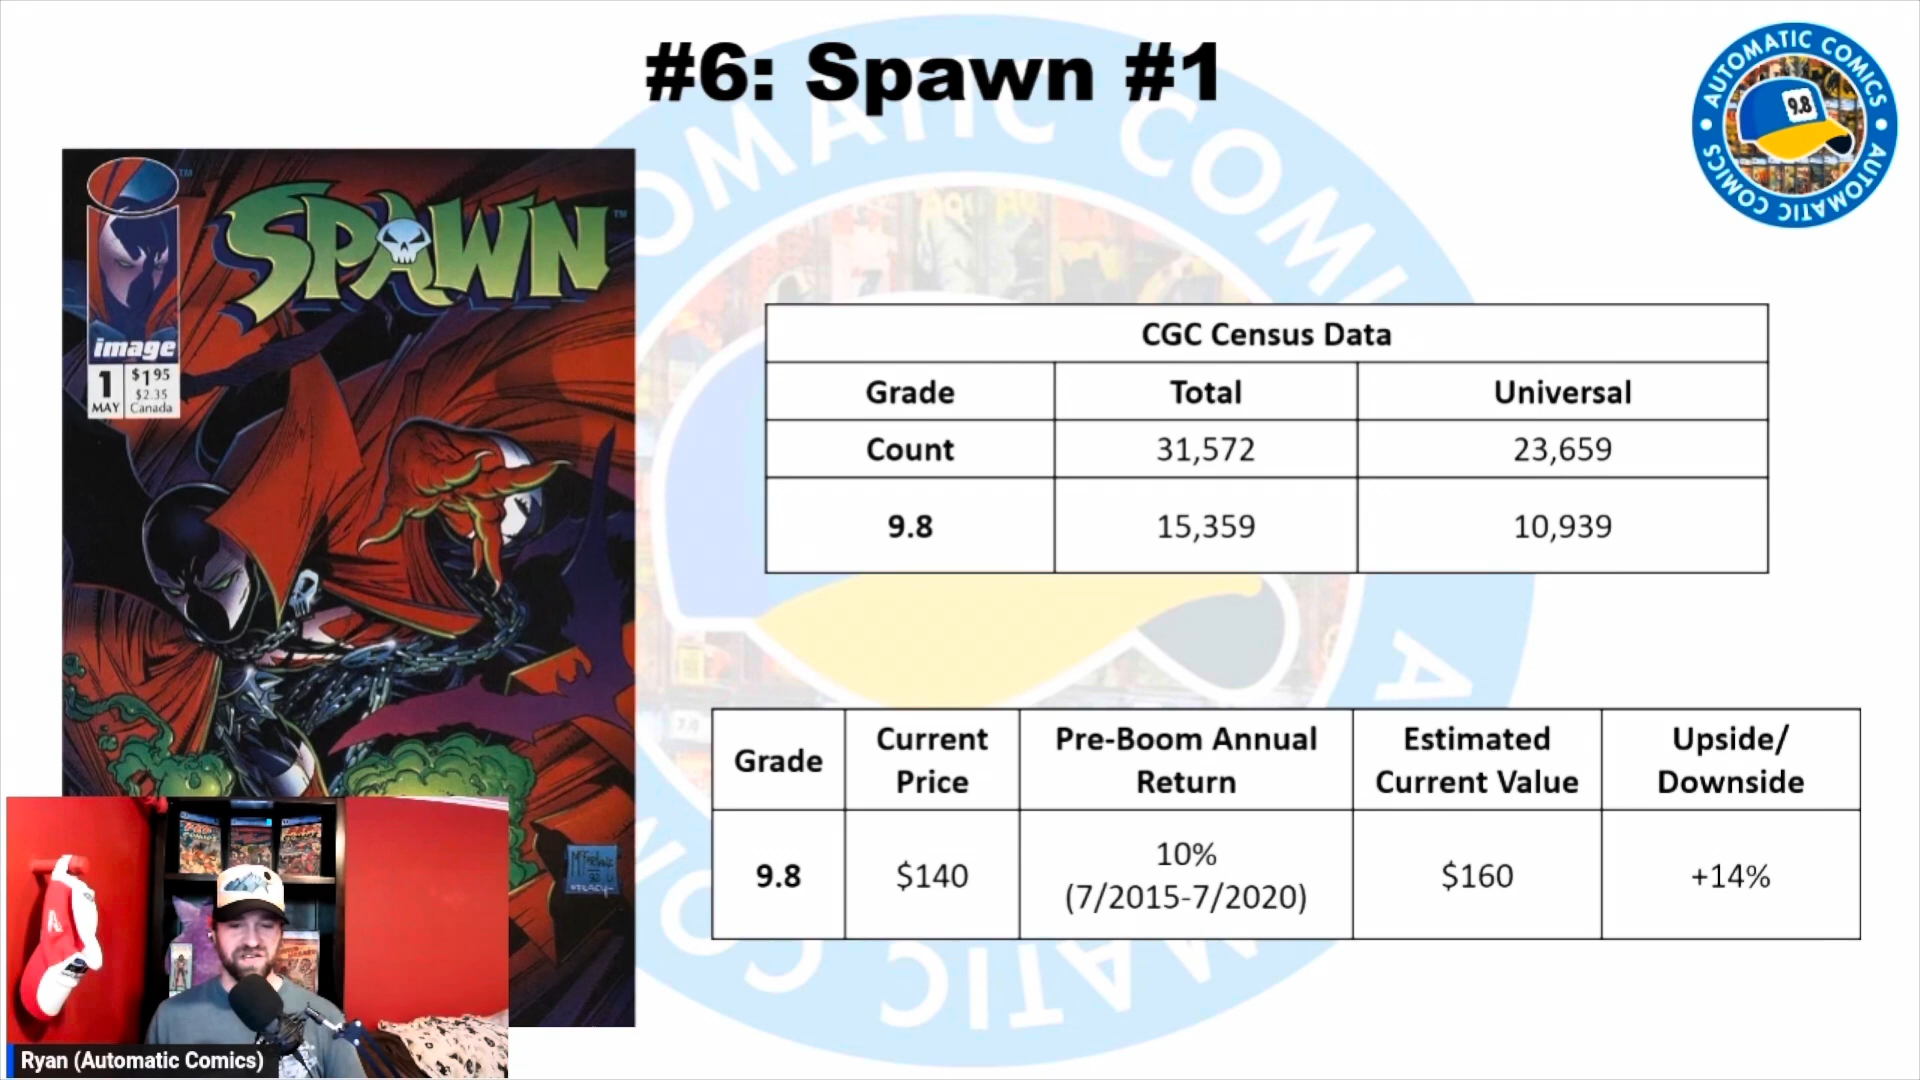 #6: Spawn #1
AUTOMATIC COMICS
AUTOMATIC COMICS
9.8
SPAWN
TM
TM
image
1
MAY
$1.95
$2.35
Canada
CGC Census Data
Grade Total Universal
Count 31,572 23,659
9.8 15,359 10,939
Grade Current Price Pre-Boom Annual Return Estimated Current Value Upside/ Downside
9.8 $140 10% (7/2015-7/2020) $160 +14%
McFarlane
Ryan (Automatic Comics)